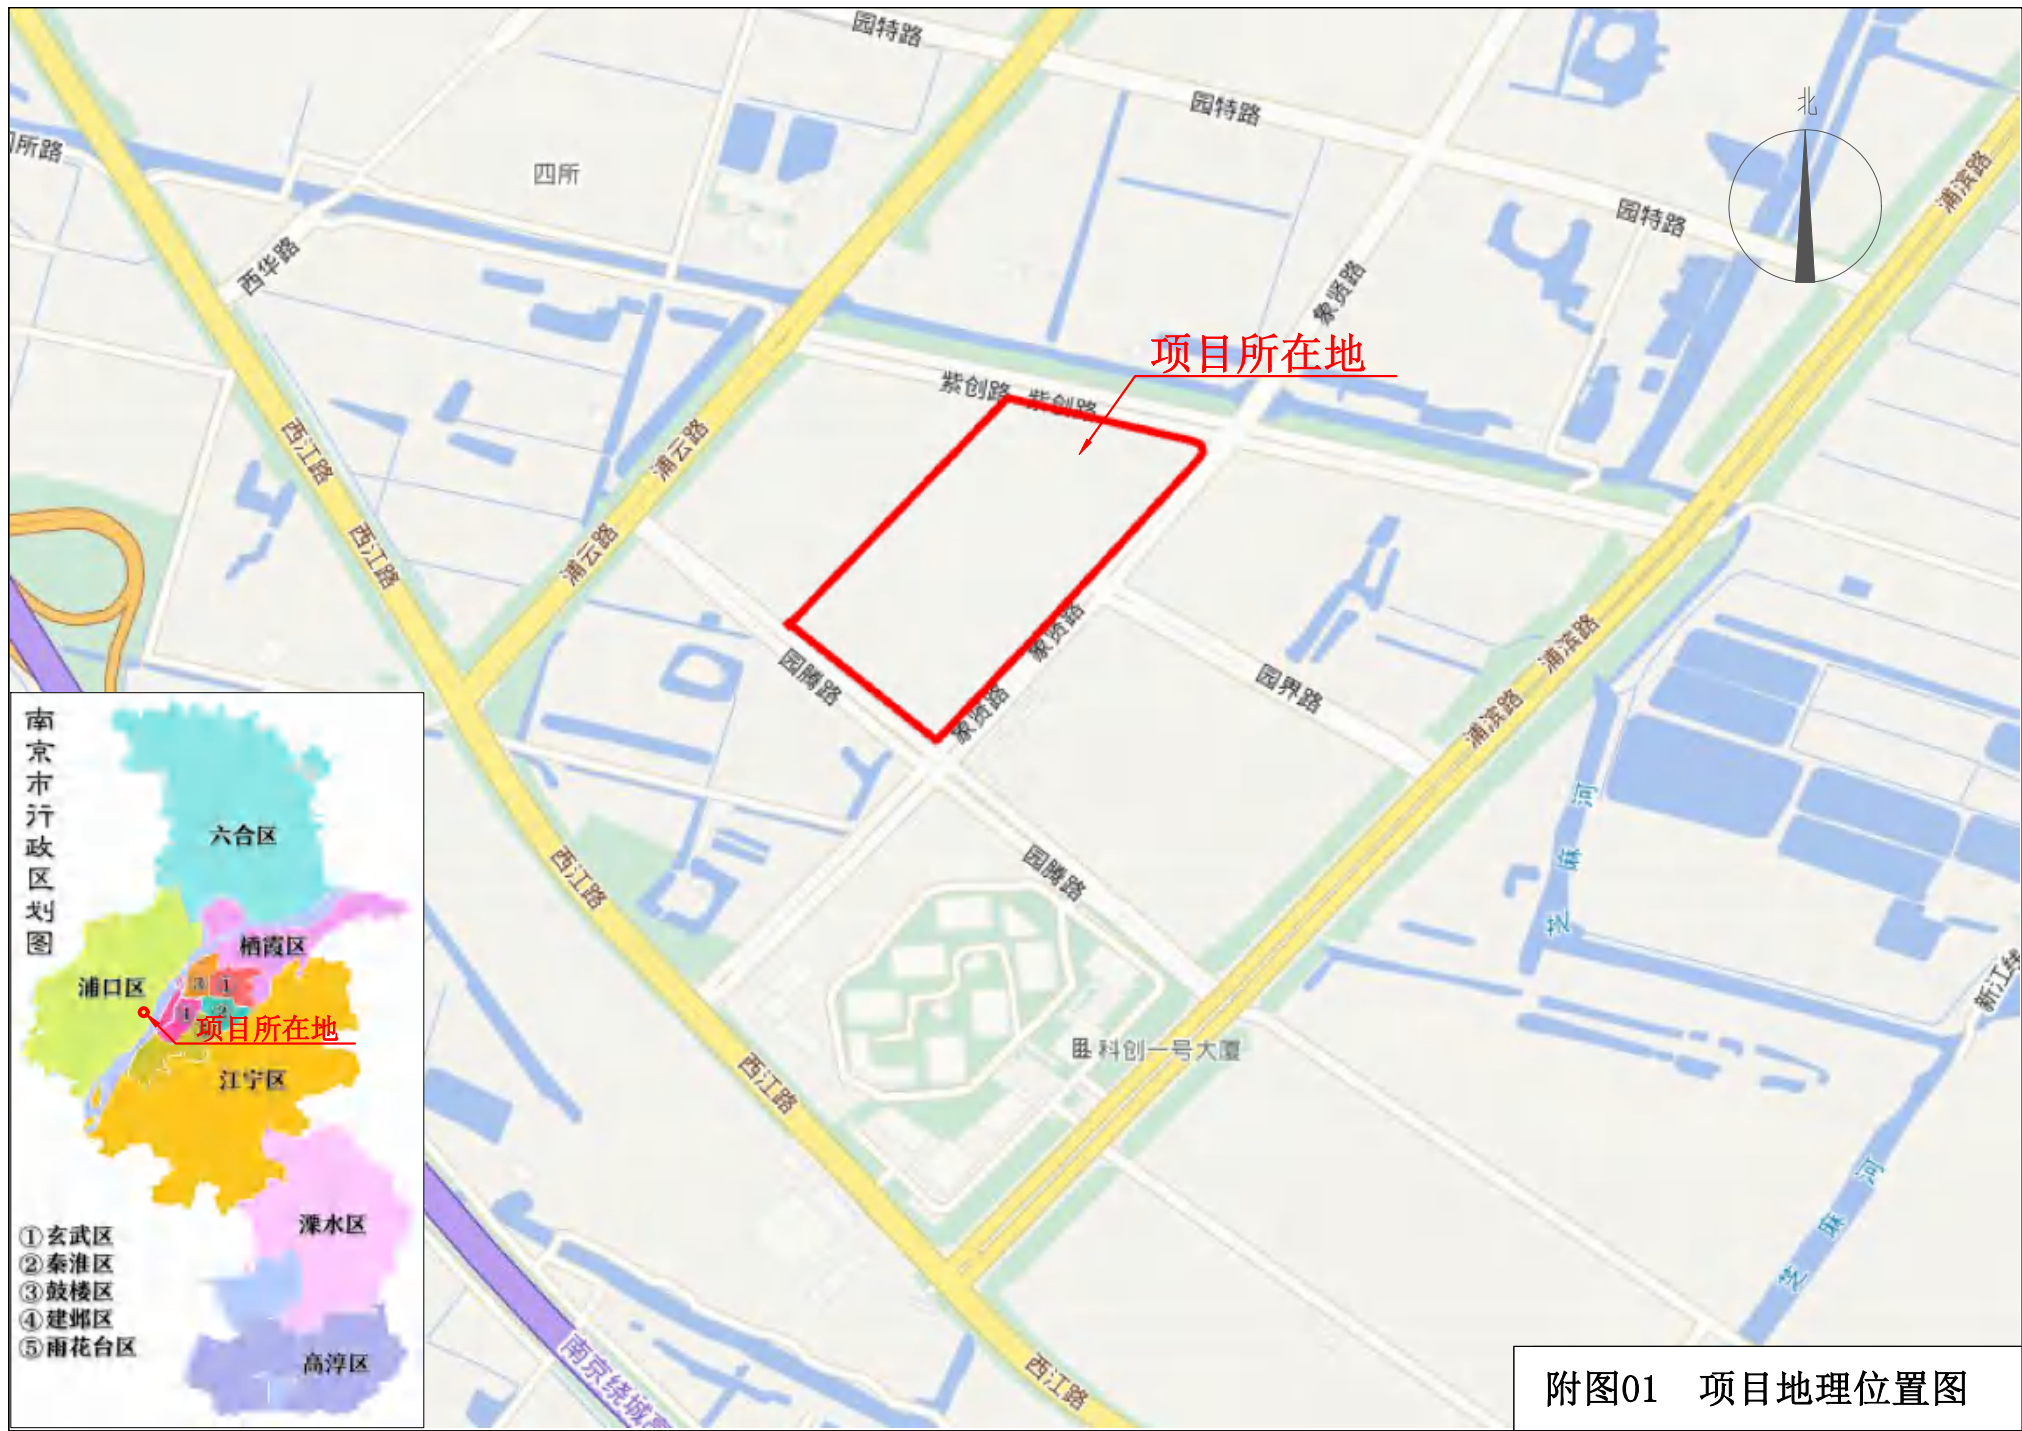 园特路
园特路
北
四所
所路
浦滨路
园特路
西华路
象贤路
项目所在地
紫创路
紫创路
西江路
浦云路
西江路
浦云路
象贤路
浦滨路
园腾路
园界路
象贤路
浦滨路
芝麻河
西江路
园腾路
新江线
科创一号大厦
西江路
芝麻河
南京绕城高
西江路
南京市行政区划图
六合区
栖霞区
浦口区
③
①
②
项目所在地
江宁区
溧水区
高淳区
①玄武区
②秦淮区
③鼓楼区
④建邺区
⑤雨花台区
附图01 项目地理位置图